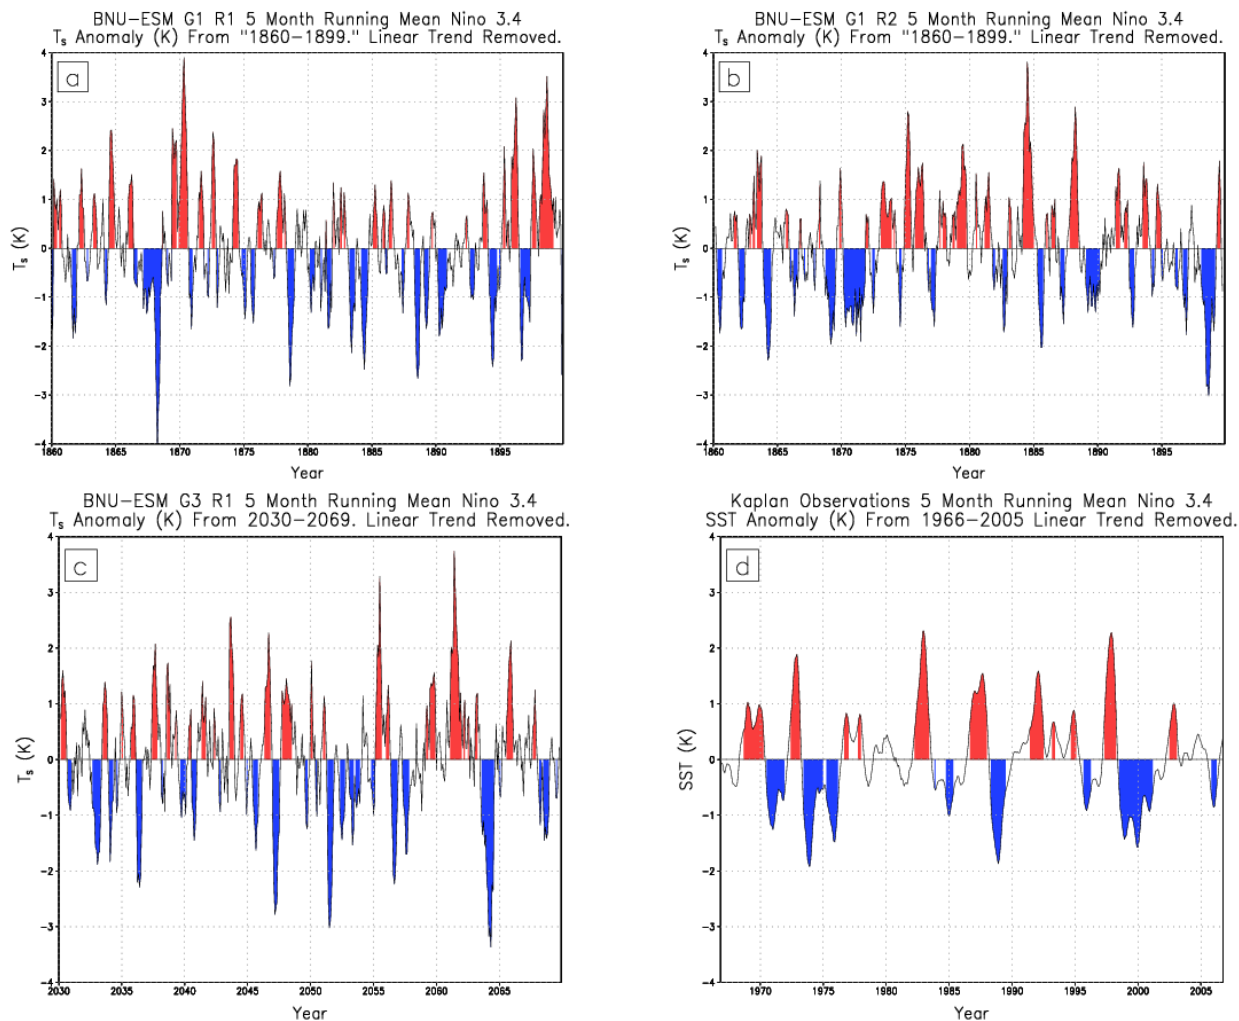 BNU-ESM G1 R1 5 Month Running Mean Nino 3.4
Ts Anomaly (K) From "1860-1899." Linear Trend Removed.
a
4
3
2
1
0
-1
-2
-3
-4
Ts (K)
1860 1865 1870 1875 1880 1885 1890 1895
Year
BNU-ESM G1 R2 5 Month Running Mean Nino 3.4
Ts Anomaly (K) From "1860-1899." Linear Trend Removed.
b
4
3
2
1
0
-1
-2
-3
-4
Ts (K)
1860 1865 1870 1875 1880 1885 1890 1895
Year
BNU-ESM G3 R1 5 Month Running Mean Nino 3.4
Ts Anomaly (K) From 2030-2069. Linear Trend Removed.
c
4
3
2
1
0
-1
-2
-3
-4
Ts (K)
2030 2035 2040 2045 2050 2055 2060 2065
Year
Kaplan Observations 5 Month Running Mean Nino 3.4
SST Anomaly (K) From 1966-2005 Linear Trend Removed.
d
4
3
2
1
0
-1
-2
-3
-4
SST (K)
1970 1975 1980 1985 1990 1995 2000 2005
Year